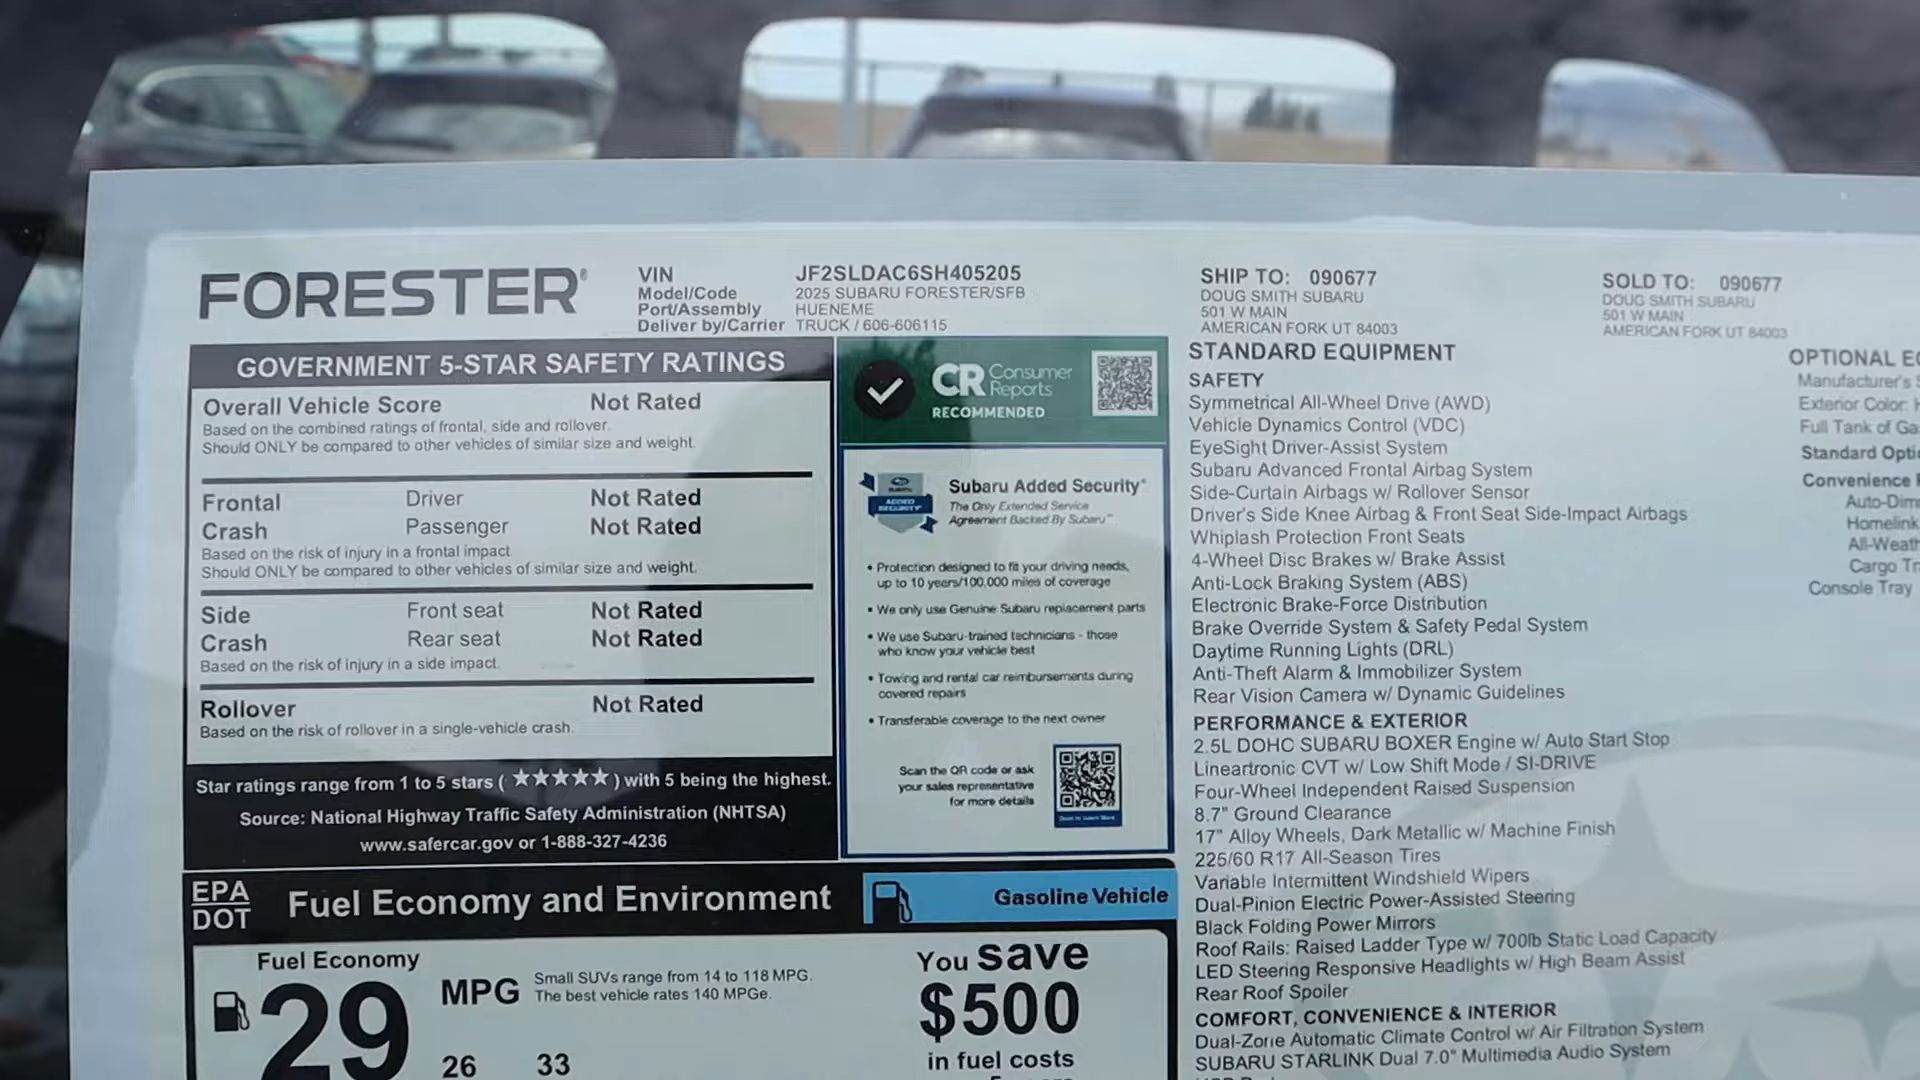 FORESTER®
VIN JF2SLDAC6SH405205
Model/Code 2025 SUBARU FORESTER/SFB
Port/Assembly HUENEME
Deliver by/Carrier TRUCK / 606-606115
SHIP TO: 090677
DOUG SMITH SUBARU
501 W MAIN
AMERICAN FORK UT 84003
SOLD TO: 090677
DOUG SMITH SUBARU
501 W MAIN
AMERICAN FORK UT 84003
GOVERNMENT 5-STAR SAFETY RATINGS
Overall Vehicle Score Not Rated
Based on the combined ratings of frontal, side and rollover.
Should ONLY be compared to other vehicles of similar size and weight.
Frontal Driver Not Rated
Crash Passenger Not Rated
Based on the risk of injury in a frontal impact
Should ONLY be compared to other vehicles of similar size and weight.
Side Front seat Not Rated
Crash Rear seat Not Rated
Based on the risk of injury in a side impact.
Rollover Not Rated
Based on the risk of rollover in a single-vehicle crash.
Star ratings range from 1 to 5 stars ( ★★★★★ ) with 5 being the highest.
Source: National Highway Traffic Safety Administration (NHTSA)
www.safercar.gov or 1-888-327-4236
CR Consumer
Reports
RECOMMENDED
SUBARU
ADDED
SECURITY
Subaru Added Security®
The Only Extended Service
Agreement Backed By Subaru℠
• Protection designed to fit your driving needs,
up to 10 years/100,000 miles of coverage
• We only use Genuine Subaru replacement parts
• We use Subaru-trained technicians - those
who know your vehicle best
• Towing and rental car reimbursements during
covered repairs
• Transferable coverage to the next owner
Scan the QR code or ask
your sales representative
for more details
EPA
DOT
Fuel Economy and Environment
Gasoline Vehicle
Fuel Economy
29 MPG
Small SUVs range from 14 to 118 MPG.
The best vehicle rates 140 MPGe.
26 33
You save
$500
in fuel costs
STANDARD EQUIPMENT
SAFETY
Symmetrical All-Wheel Drive (AWD)
Vehicle Dynamics Control (VDC)
EyeSight Driver-Assist System
Subaru Advanced Frontal Airbag System
Side-Curtain Airbags w/ Rollover Sensor
Driver's Side Knee Airbag & Front Seat Side-Impact Airbags
Whiplash Protection Front Seats
4-Wheel Disc Brakes w/ Brake Assist
Anti-Lock Braking System (ABS)
Electronic Brake-Force Distribution
Brake Override System & Safety Pedal System
Daytime Running Lights (DRL)
Anti-Theft Alarm & Immobilizer System
Rear Vision Camera w/ Dynamic Guidelines
PERFORMANCE & EXTERIOR
2.5L DOHC SUBARU BOXER Engine w/ Auto Start Stop
Lineartronic CVT w/ Low Shift Mode / SI-DRIVE
Four-Wheel Independent Raised Suspension
8.7" Ground Clearance
17" Alloy Wheels, Dark Metallic w/ Machine Finish
225/60 R17 All-Season Tires
Variable Intermittent Windshield Wipers
Dual-Pinion Electric Power-Assisted Steering
Black Folding Power Mirrors
Roof Rails: Raised Ladder Type w/ 700lb Static Load Capacity
LED Steering Responsive Headlights w/ High Beam Assist
Rear Roof Spoiler
COMFORT, CONVENIENCE & INTERIOR
Dual-Zone Automatic Climate Control w/ Air Filtration System
SUBARU STARLINK Dual 7.0" Multimedia Audio System
OPTIONAL
Manufacturer's
Exterior Color:
Full Tank of
Standard
Convenience
Homelink
Cargo
Console Tray